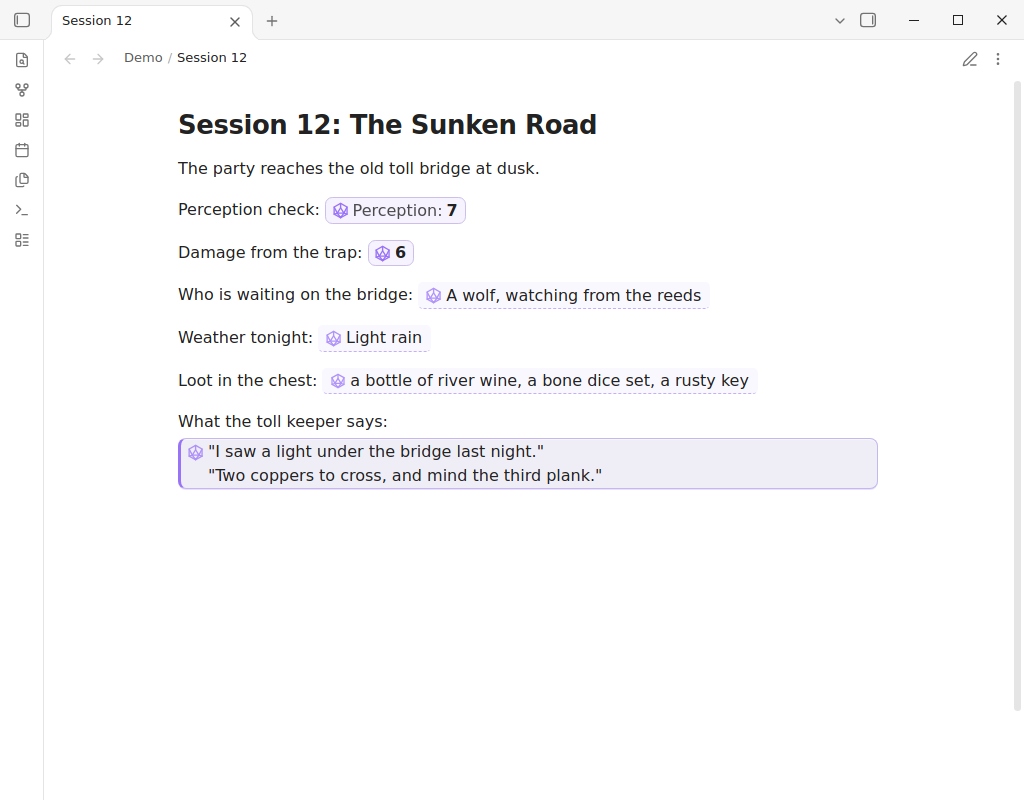 Session 12
Demo / Session 12
Session 12: The Sunken Road
The party reaches the old toll bridge at dusk.
Perception check: Perception: 7
Damage from the trap: 6
Who is waiting on the bridge: A wolf, watching from the reeds
Weather tonight: Light rain
Loot in the chest: a bottle of river wine, a bone dice set, a rusty key
What the toll keeper says:
"I saw a light under the bridge last night."
"Two coppers to cross, and mind the third plank."